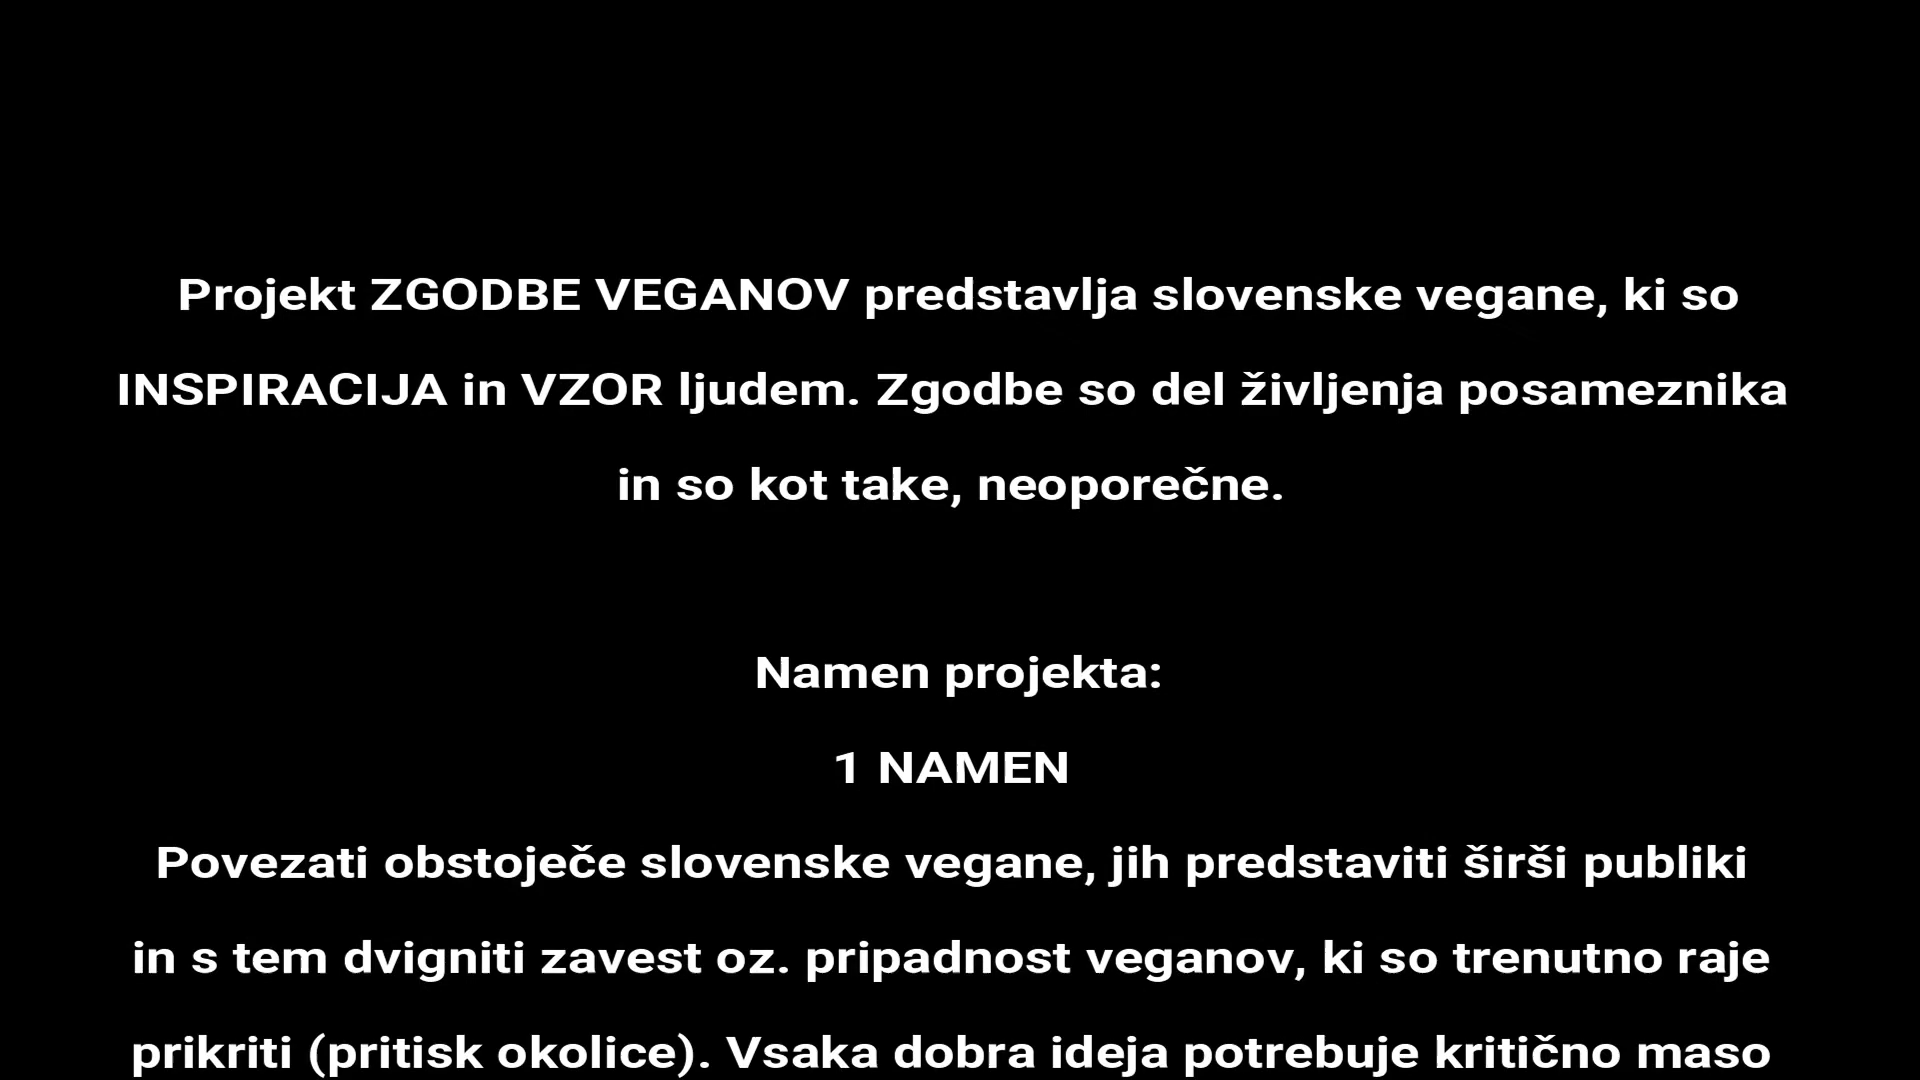 Projekt ZGODBE VEGANOV predstavlja slovenske vegane, ki so
INSPIRACIJA in VZOR ljudem. Zgodbe so del življenja posameznika
in so kot take, neoporečne.
Namen projekta:
1 NAMEN
Povezati obstoječe slovenske vegane, jih predstaviti širši publiki
in s tem dvigniti zavest oz. pripadnost veganov, ki so trenutno raje
prikriti (pritisk okolice). Vsaka dobra ideja potrebuje kritično maso